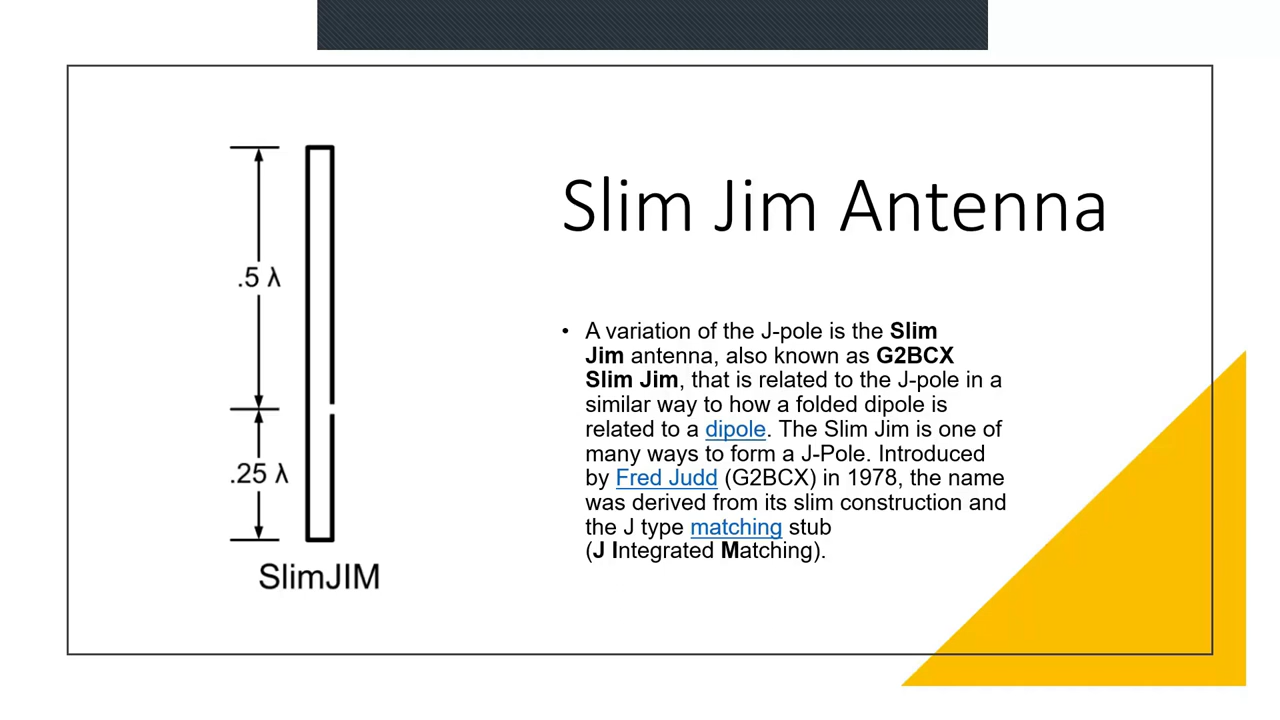 Slim Jim Antenna
.5 λ
.25 λ
SlimJIM
• A variation of the J-pole is the Slim
Jim antenna, also known as G2BCX
Slim Jim, that is related to the J-pole in a
similar way to how a folded dipole is
related to a dipole. The Slim Jim is one of
many ways to form a J-Pole. Introduced
by Fred Judd (G2BCX) in 1978, the name
was derived from its slim construction and
the J type matching stub
(J Integrated Matching).